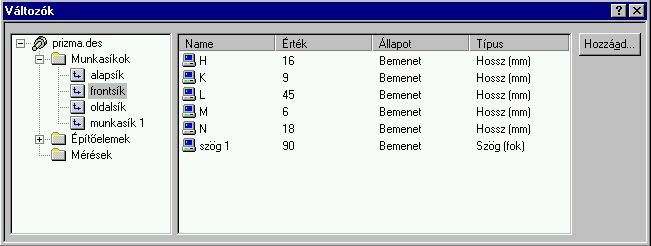 Változók
prizma.des
Munkasíkok
alapsík
frontsík
oldalsík
munkasík 1
Építőelemek
Mérések
Name Érték Állapot Típus
H 16 Bemenet Hossz (mm)
K 9 Bemenet Hossz (mm)
L 45 Bemenet Hossz (mm)
M 6 Bemenet Hossz (mm)
N 18 Bemenet Hossz (mm)
szög 1 90 Bemenet Szög (fok)
Hozzáad...